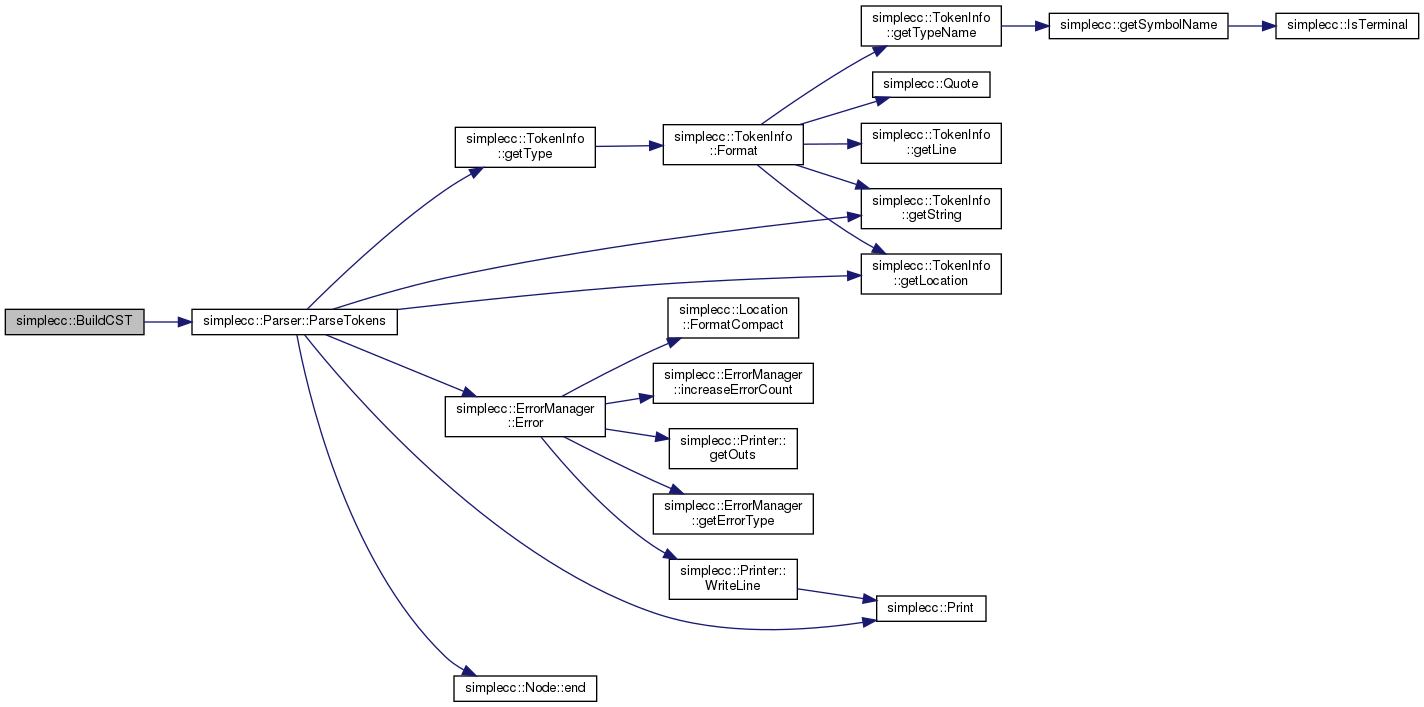 simplecc::TokenInfo
::getTypeName
simplecc::getSymbolName
simplecc::IsTerminal
simplecc::Quote
simplecc::TokenInfo
::getType
simplecc::TokenInfo
::Format
simplecc::TokenInfo
::getLine
simplecc::TokenInfo
::getString
simplecc::TokenInfo
::getLocation
simplecc::BuildCST
simplecc::Parser::ParseTokens
simplecc::Location
::FormatCompact
simplecc::ErrorManager
::increaseErrorCount
simplecc::ErrorManager
::Error
simplecc::Printer::
getOuts
simplecc::ErrorManager
::getErrorType
simplecc::Printer::
WriteLine
simplecc::Print
simplecc::Node::end